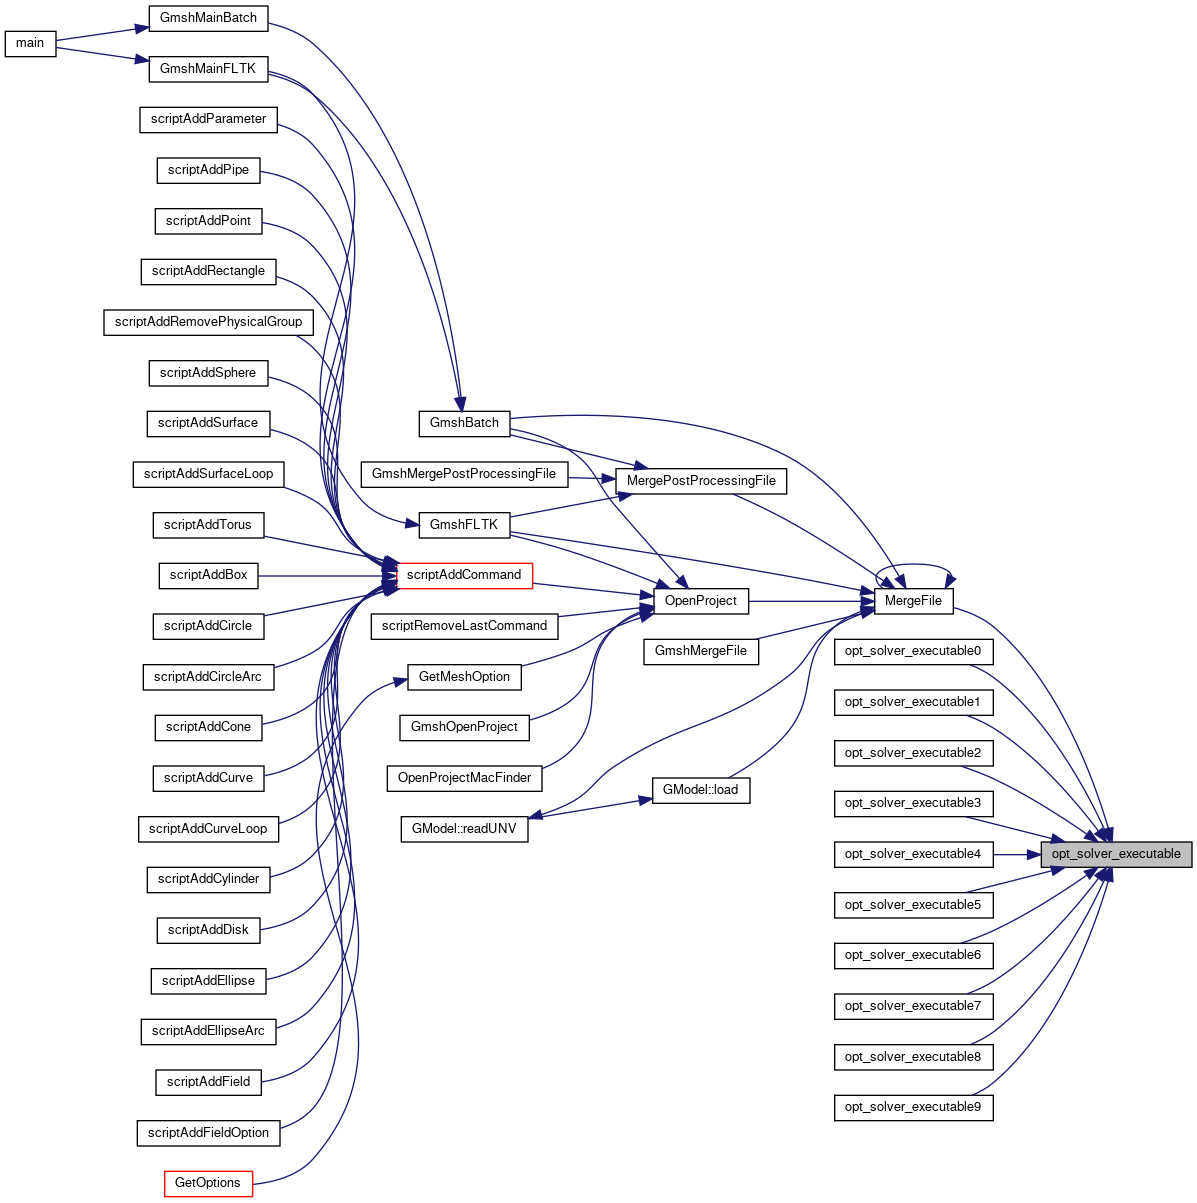 main
GmshMainBatch
GmshMainFLTK
scriptAddParameter
scriptAddPipe
scriptAddPoint
scriptAddRectangle
scriptAddRemovePhysicalGroup
scriptAddSphere
scriptAddSurface
scriptAddSurfaceLoop
scriptAddTorus
scriptAddBox
scriptAddCircle
scriptAddCircleArc
scriptAddCone
scriptAddCurve
scriptAddCurveLoop
scriptAddCylinder
scriptAddDisk
scriptAddEllipse
scriptAddEllipseArc
scriptAddField
scriptAddFieldOption
GetOptions
GmshBatch
GmshMergePostProcessingFile
GmshFLTK
scriptAddCommand
scriptRemoveLastCommand
GetMeshOption
GmshOpenProject
OpenProjectMacFinder
GModel::readUNV
MergePostProcessingFile
OpenProject
GmshMergeFile
GModel::load
MergeFile
opt_solver_executable0
opt_solver_executable1
opt_solver_executable2
opt_solver_executable3
opt_solver_executable4
opt_solver_executable5
opt_solver_executable6
opt_solver_executable7
opt_solver_executable8
opt_solver_executable9
opt_solver_executable